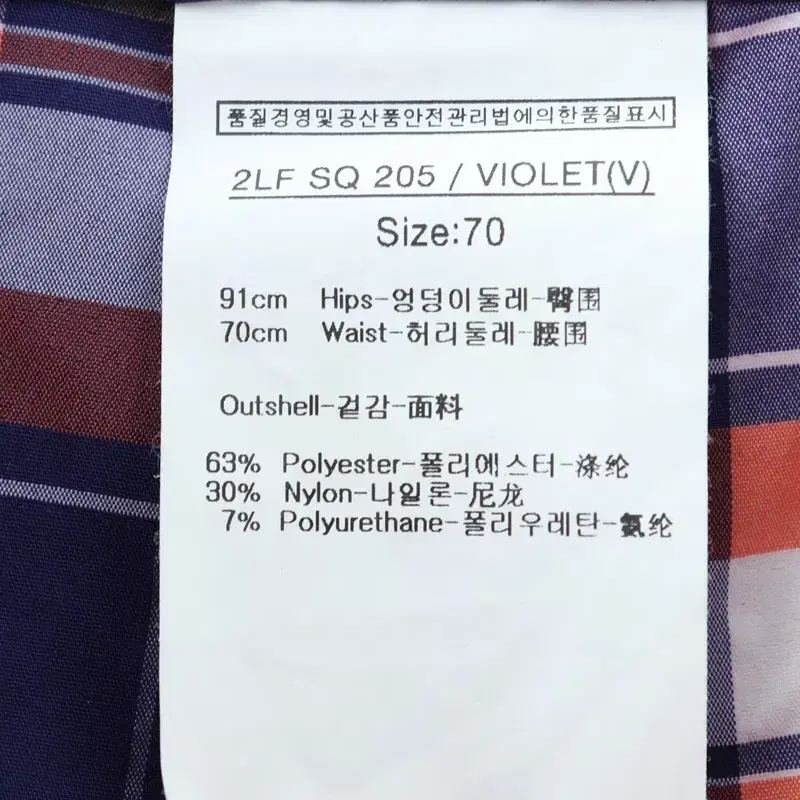 품질경영및공산품안전관리법에의한품질표시
2LF SQ 205 / VIOLET(V)
Size:70
91cm Hips-엉덩이둘레-臀围
70cm Waist-허리둘레-腰围
Outshell-겉감-面料
63% Polyester-폴리에스터-涤纶
30% Nylon-나일론-尼龙
7% Polyurethane-폴리우레탄-氨纶